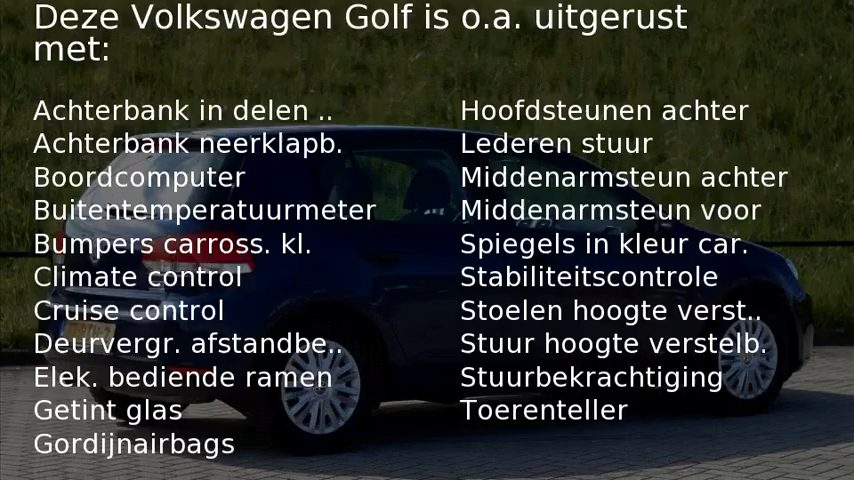 Deze Volkswagen Golf is o.a. uitgerust
met:
Achterbank in delen ..
Achterbank neerklapb.
Boordcomputer
Buitentemperatuurmeter
Bumpers carross. kl.
Climate control
Cruise control
Deurvergr. afstandbe..
Elek. bediende ramen
Getint glas
Gordijnairbags
Hoofdsteunen achter
Lederen stuur
Middenarmsteun achter
Middenarmsteun voor
Spiegels in kleur car.
Stabiliteitscontrole
Stoelen hoogte verst..
Stuur hoogte verstelb.
Stuurbekrachtiging
Toerenteller